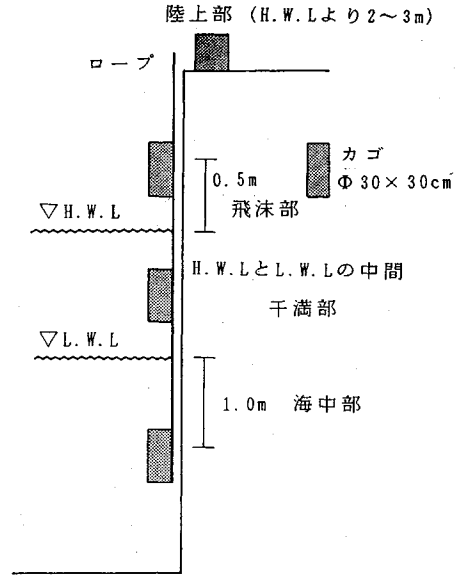 陸上部 (H.W.Lより2〜3m)
ロープ
カゴ
Φ30×30cm
0.5m
飛沫部
▽H.W.L
H.W.LとL.W.Lの中間
干満部
▽L.W.L
1.0m 海中部